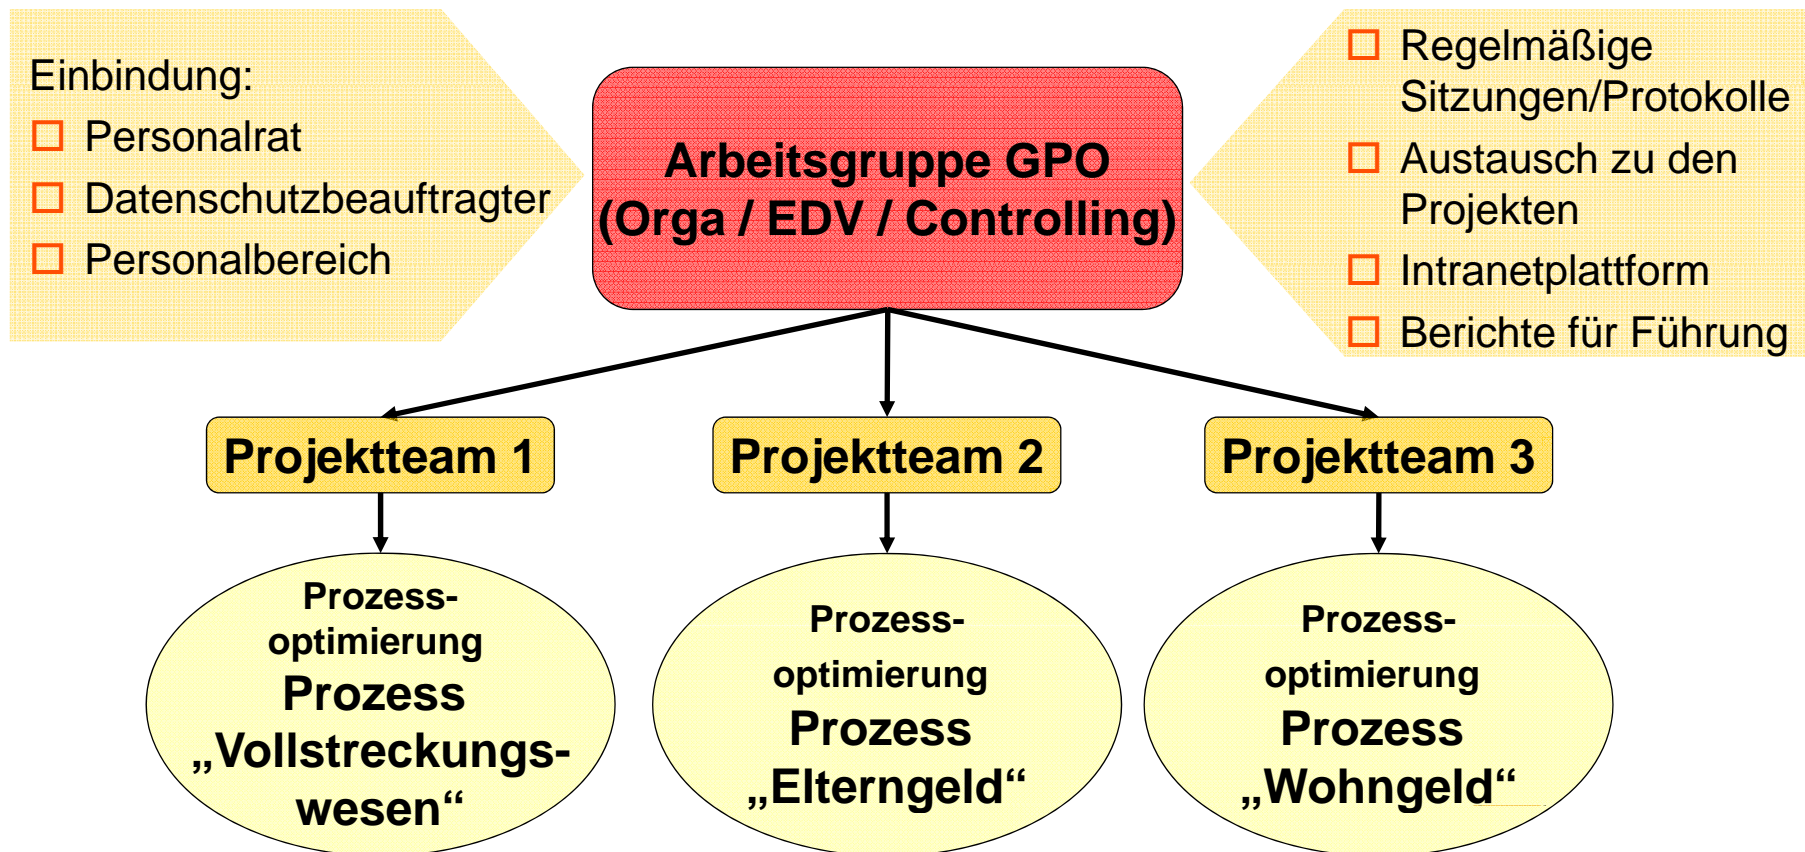 Einbindung:
Personalrat
Datenschutzbeauftragter
Personalbereich
Arbeitsgruppe GPO
(Orga / EDV / Controlling)
Regelmäßige
Sitzungen/Protokolle
Austausch zu den
Projekten
Intranetplattform
Berichte für Führung
Projektteam 1
Projektteam 2
Projektteam 3
Prozess-
optimierung
Prozess
„Vollstreckungs-
wesen“
Prozess-
optimierung
Prozess
„Elterngeld“
Prozess-
optimierung
Prozess
„Wohngeld“